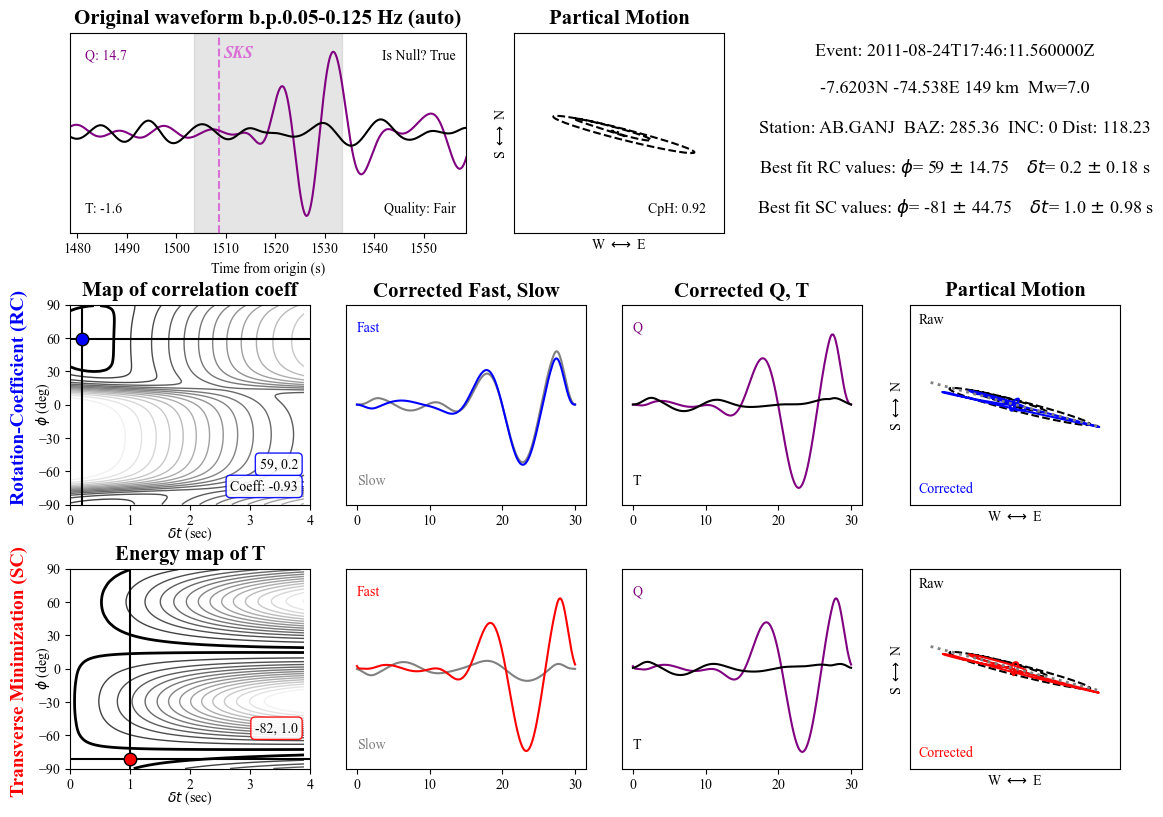 Original waveform b.p.0.05-0.125 Hz (auto)
Q: 14.7
SKS
Is Null? True
T: -1.6
Quality: Fair
1480 1490 1500 1510 1520 1530 1540 1550
Time from origin (s)
Partical Motion
S ⟷ N
CpH: 0.92
W ⟷ E
Event: 2011-08-24T17:46:11.560000Z
-7.6203N -74.538E 149 km Mw=7.0
Station: AB.GANJ BAZ: 285.36 INC: 0 Dist: 118.23
Best fit RC values: ϕ= 59 ± 14.75 δt= 0.2 ± 0.18 s
Best fit SC values: ϕ= -81 ± 44.75 δt= 1.0 ± 0.98 s
Rotation-Coefficient (RC)
Map of correlation coeff
ϕ (deg)
90
60
30
0
−30
−60
−90
59, 0.2
Coeff: -0.93
0 1 2 3 4
δt (sec)
Corrected Fast, Slow
Fast
Slow
0 10 20 30
Corrected Q, T
Q
T
0 10 20 30
Partical Motion
Raw
S ⟷ N
Corrected
W ⟷ E
Transverse Minimization (SC)
Energy map of T
ϕ (deg)
90
60
30
0
−30
−60
−90
-82, 1.0
0 1 2 3 4
δt (sec)
Fast
Slow
0 10 20 30
Q
T
0 10 20 30
Raw
S ⟷ N
Corrected
W ⟷ E